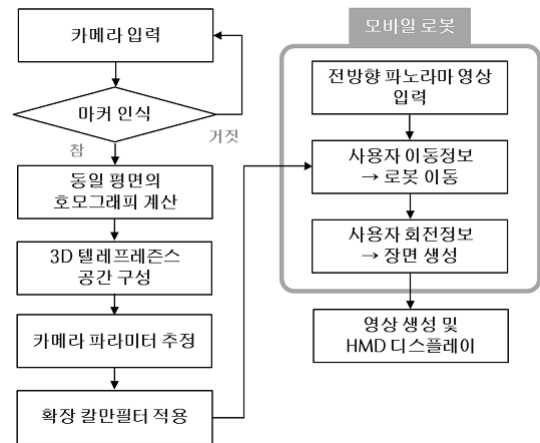 카메라 입력
마커 인식
거짓
참
동일 평면의
호모그래피 계산
3D 텔레프레즌스
공간 구성
카메라 파라미터 추정
확장 칼만필터 적용
모바일 로봇
전방향 파노라마 영상
입력
사용자 이동정보
→ 로봇 이동
사용자 회전정보
→ 장면 생성
영상 생성 및
HMD 디스플레이